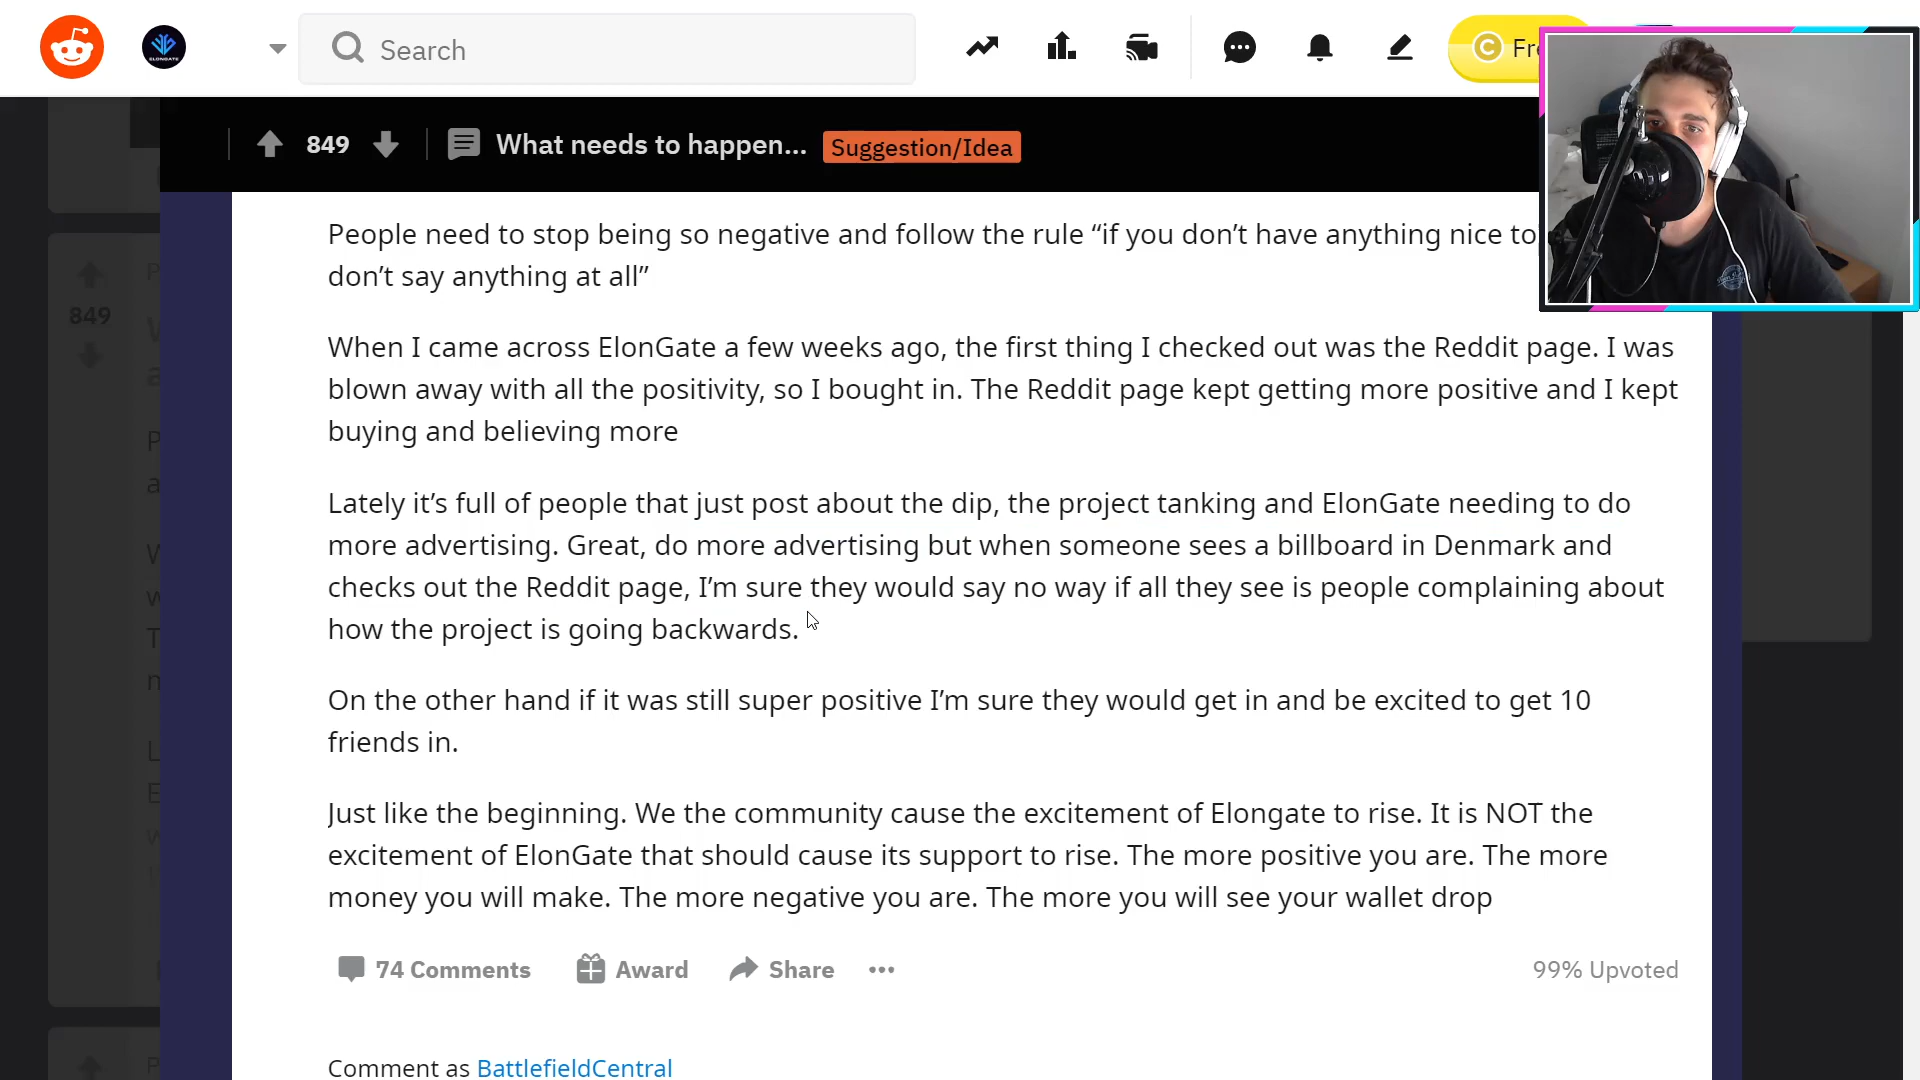 ELONGATE
Search
849
What needs to happen...
Suggestion/Idea
People need to stop being so negative and follow the rule “if you don’t have anything nice to
don’t say anything at all”
When I came across ElonGate a few weeks ago, the first thing I checked out was the Reddit page. I was
blown away with all the positivity, so I bought in. The Reddit page kept getting more positive and I kept
buying and believing more
Lately it’s full of people that just post about the dip, the project tanking and ElonGate needing to do
more advertising. Great, do more advertising but when someone sees a billboard in Denmark and
checks out the Reddit page, I’m sure they would say no way if all they see is people complaining about
how the project is going backwards.
On the other hand if it was still super positive I’m sure they would get in and be excited to get 10
friends in.
Just like the beginning. We the community cause the excitement of Elongate to rise. It is NOT the
excitement of ElonGate that should cause its support to rise. The more positive you are. The more
money you will make. The more negative you are. The more you will see your wallet drop
74 Comments
Award
Share
99% Upvoted
Comment as BattlefieldCentral
849